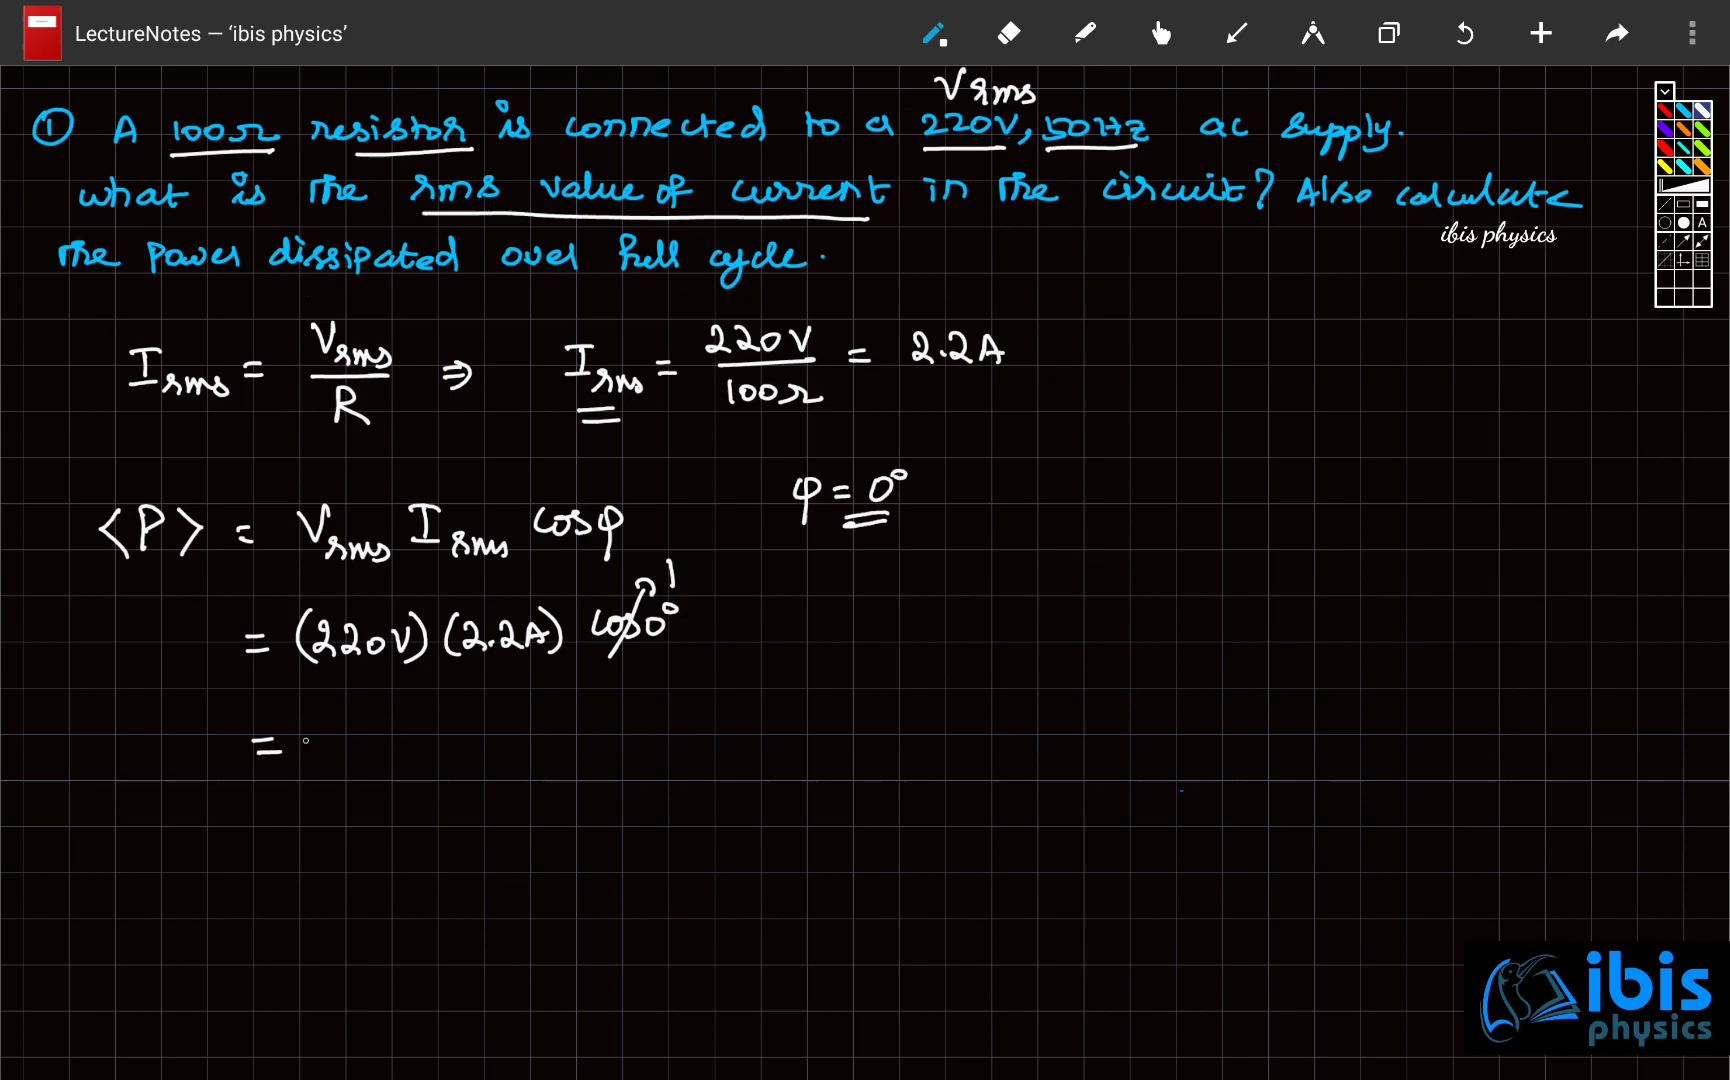 LectureNotes — ‘ibis physics’
Vrms
① A 100Ω resistor is connected to a 220V, 50Hz ac supply.
what is the rms value of current in the circuit? Also calculate
ibis physics
the power dissipated over full cycle.
Irms = Vrms / R ⇒ Irms = 220V / 100Ω = 2.2A
φ = 0°
<P> = Vrms Irms cosφ
1
= (220V) (2.2A) cos0°
=
ibis
physics